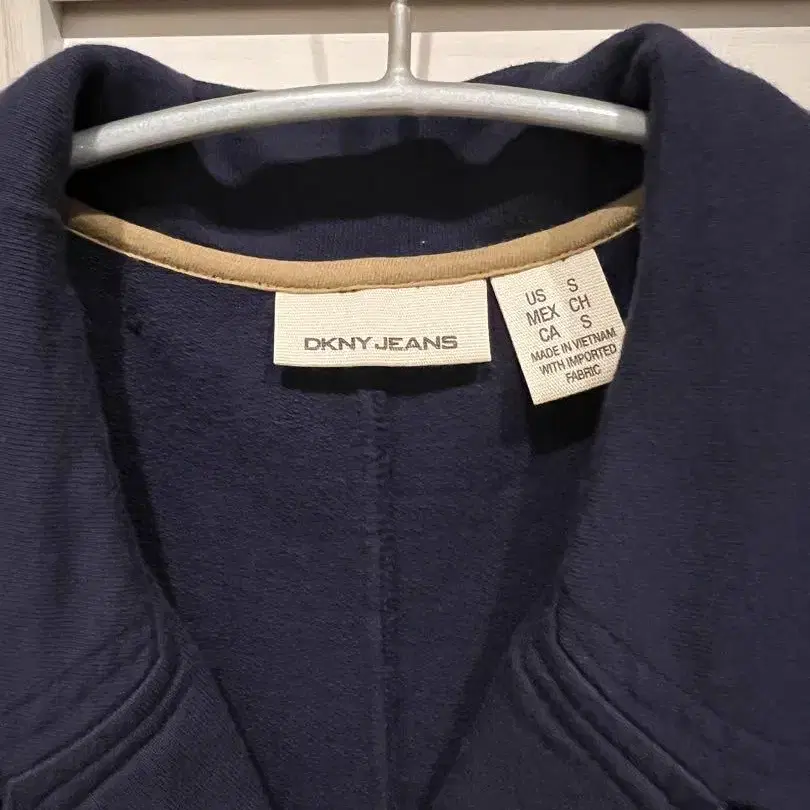 DKNY JEANS
US S
MEX CH
CA S
MADE IN VIETNAM
WITH IMPORTED
FABRIC